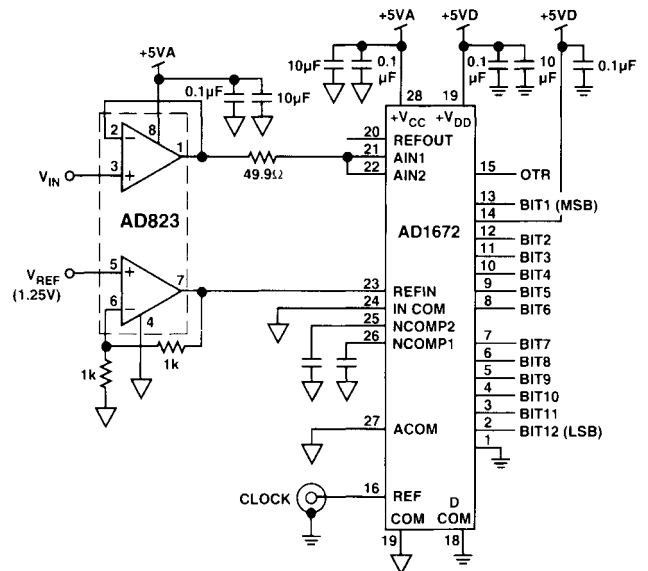 +5VA
+5VD
+5VD
10µF
0.1
µF
0.1
µF
10
µF
0.1µF
+5VA
0.1µF
10µF
28
19
+VCC
+VDD
2
8
1
3
VIN
49.9Ω
AD823
20
REFOUT
21
AIN1
22
AIN2
15
OTR
13
BIT1 (MSB)
14
AD1672
12
BIT2
11
BIT3
10
BIT4
9
BIT5
8
BIT6
VREF
(1.25V)
5
6
7
4
1k
1k
23
REFIN
24
IN COM
25
NCOMP2
26
NCOMP1
7
BIT7
6
BIT8
5
BIT9
4
BIT10
3
BIT11
2
BIT12 (LSB)
1
27
ACOM
CLOCK
16
REF
COM
D
COM
19
18